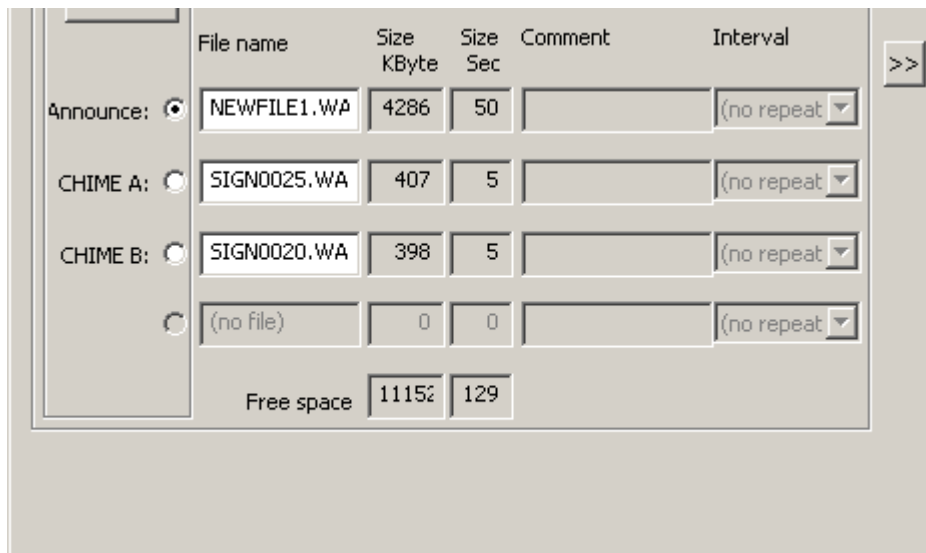 File name Size KByte Size Sec Comment Interval
Announce: NEWFILE1.WA 4286 50 (no repeat
CHIME A: SIGN0025.WA 407 5 (no repeat
CHIME B: SIGN0020.WA 398 5 (no repeat
(no file) 0 0 (no repeat
Free space 11152 129
>>